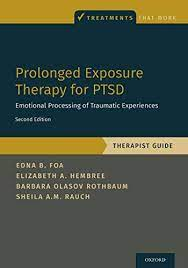 TREATMENTS THAT WORK
Prolonged Exposure
Therapy for PTSD
Emotional Processing of Traumatic Experiences
Second Edition
THERAPIST GUIDE
EDNA B. FOA
ELIZABETH A. HEMBREE
BARBARA OLASOV ROTHBAUM
SHEILA A.M. RAUCH
OXFORD